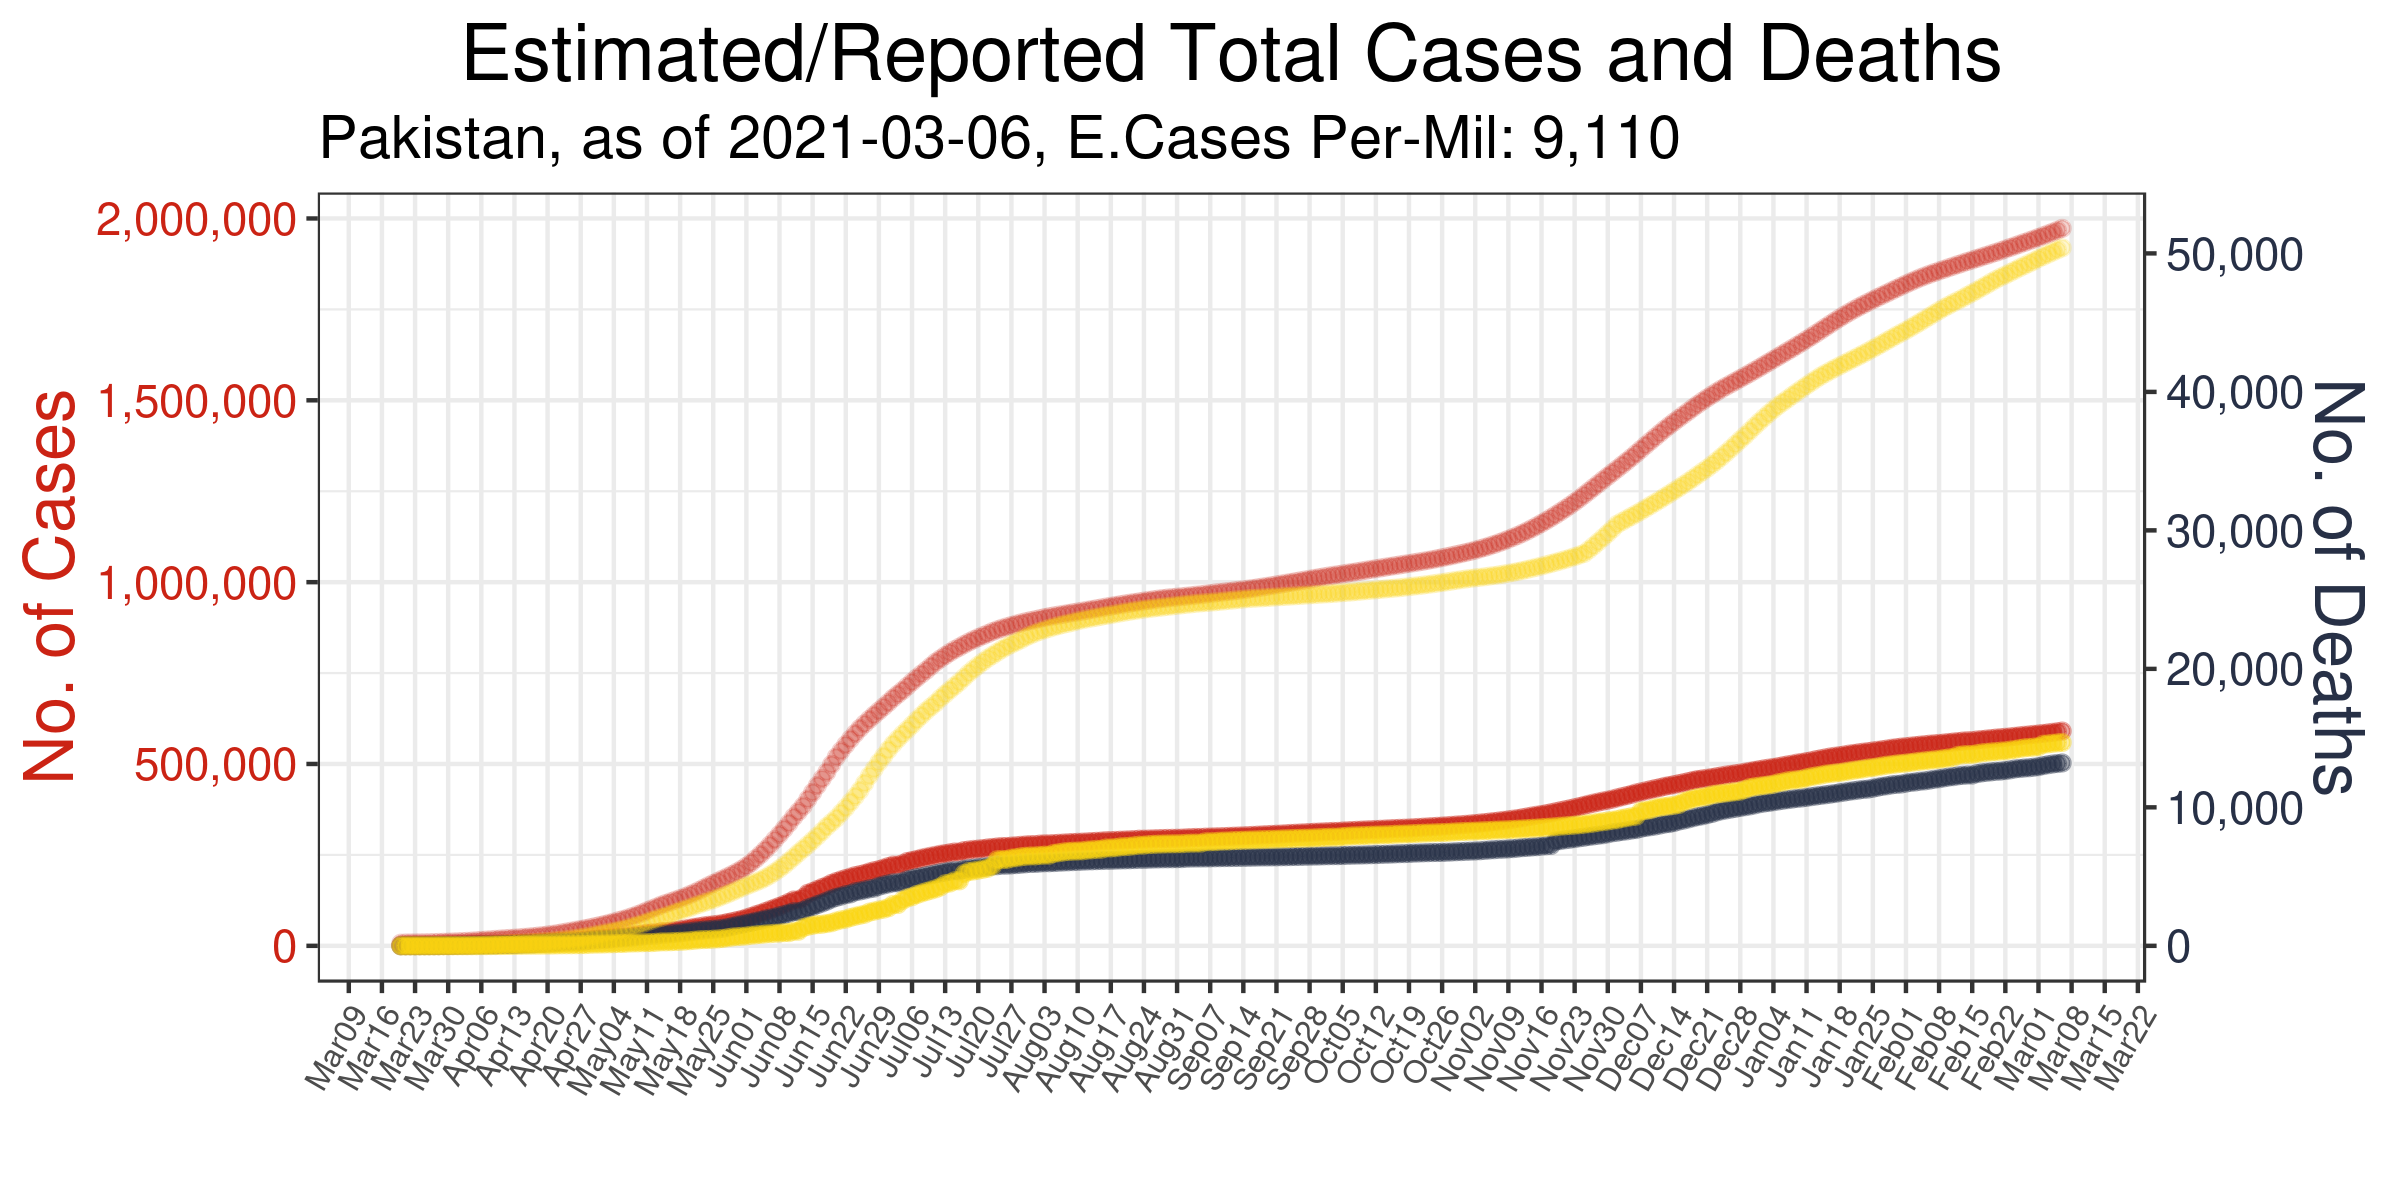 Estimated/Reported Total Cases and Deaths
Pakistan, as of 2021-03-06, E.Cases Per-Mil: 9,110
No. of Cases
2,000,000
1,500,000
1,000,000
500,000
0
50,000
40,000
30,000
20,000
10,000
0
No. of Deaths
Mar09
Mar16
Mar23
Mar30
Apr06
Apr13
Apr20
Apr27
May04
May11
May18
May25
Jun01
Jun08
Jun15
Jun22
Jun29
Jul06
Jul13
Jul20
Jul27
Aug03
Aug10
Aug17
Aug24
Aug31
Sep07
Sep14
Sep21
Sep28
Oct05
Oct12
Oct19
Oct26
Nov02
Nov09
Nov16
Nov23
Nov30
Dec07
Dec14
Dec21
Dec28
Jan04
Jan11
Jan18
Jan25
Feb01
Feb08
Feb15
Feb22
Mar01
Mar08
Mar15
Mar22